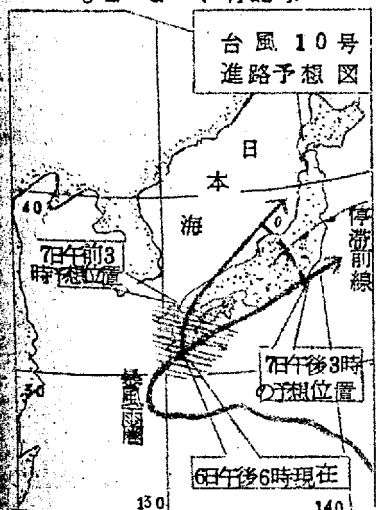 台風10号
進路予想図
日
本
海
40
停滞前線
7日午前3
時予想位置
7日午後3時
の予想位置
30
暴風圏
6日午後6時現在
130
140